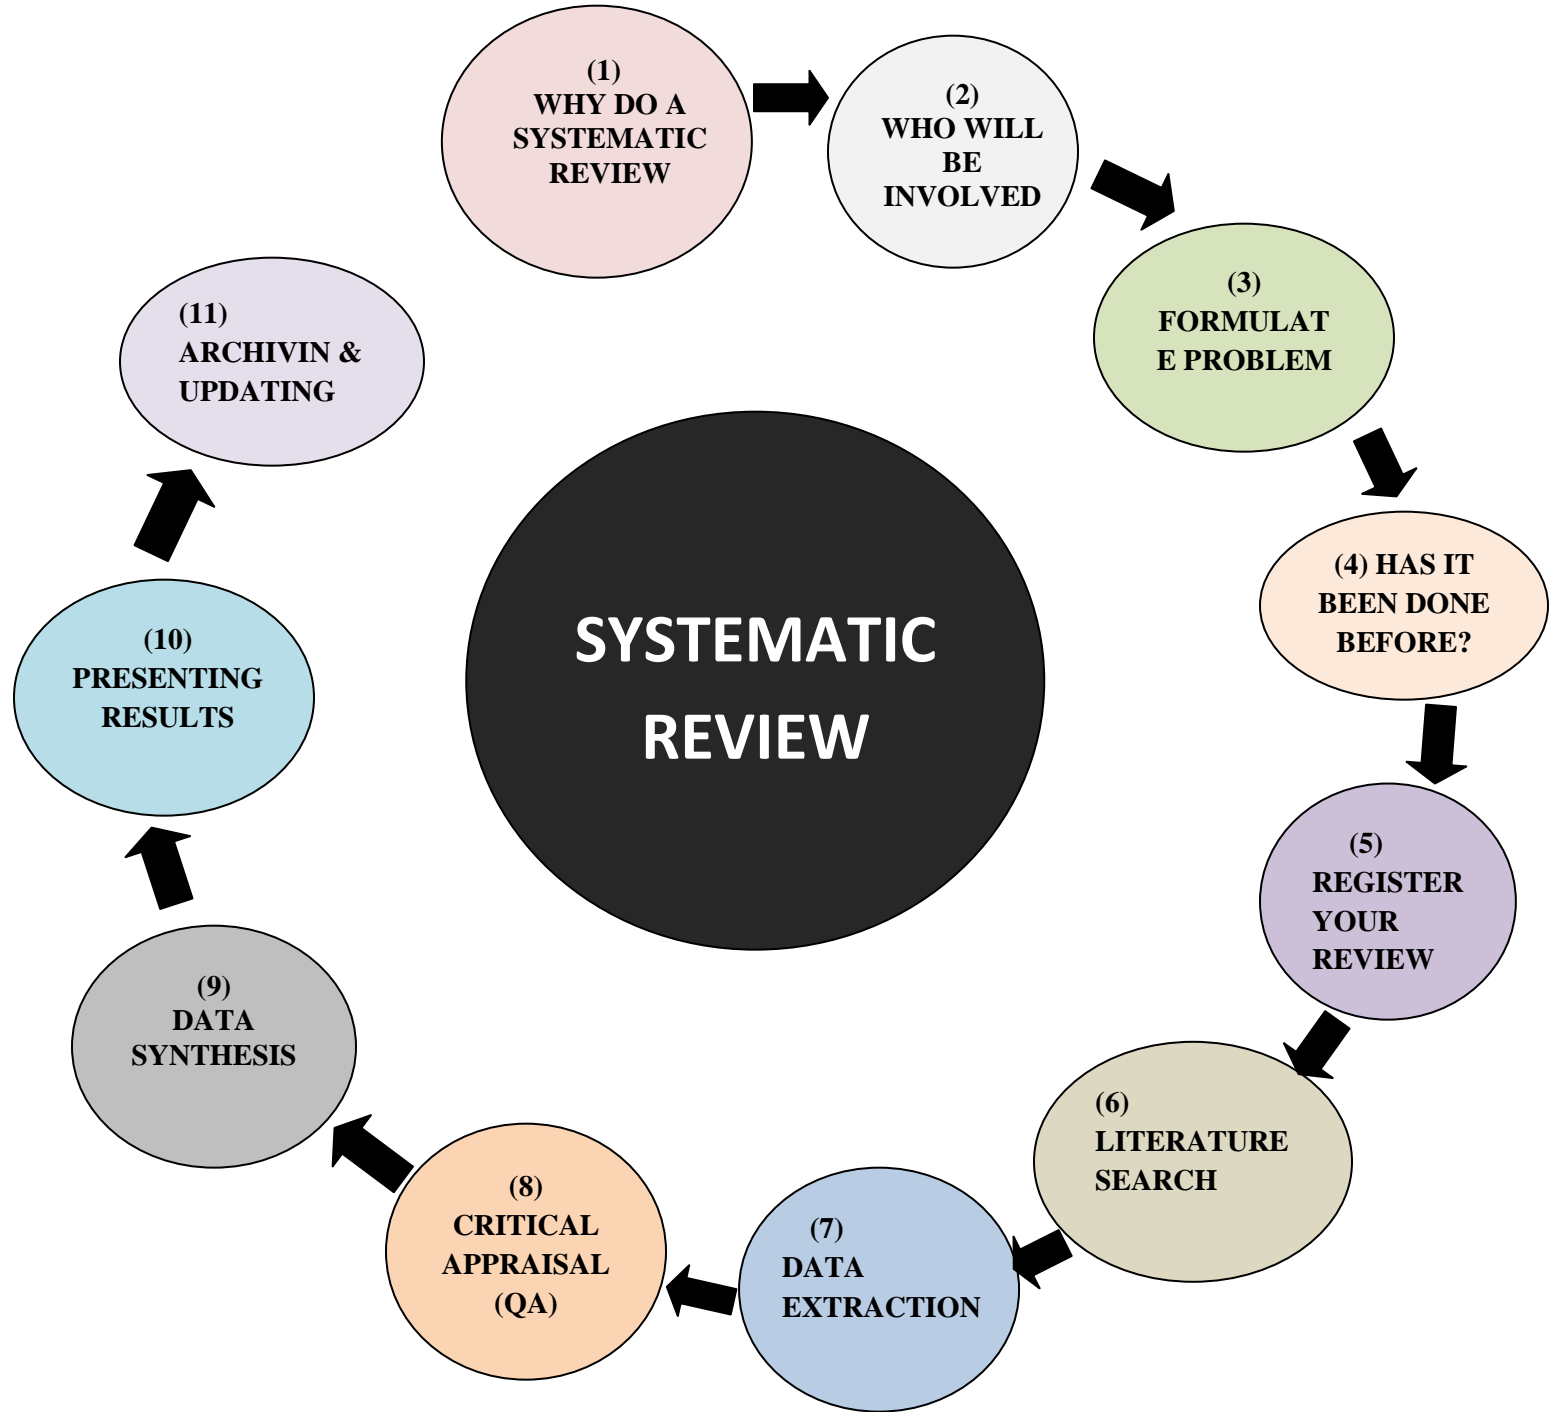 (1)
WHY DO A
SYSTEMATIC
REVIEW
(2)
WHO WILL
BE
INVOLVED
(3)
FORMULAT
E PROBLEM
(4) HAS IT
BEEN DONE
BEFORE?
(5)
REGISTER
YOUR
REVIEW
(6)
LITERATURE
SEARCH
(7)
DATA
EXTRACTION
(8)
CRITICAL
APPRAISAL
(QA)
(9)
DATA
SYNTHESIS
(10)
PRESENTING
RESULTS
(11)
ARCHIVIN &
UPDATING
SYSTEMATIC
REVIEW